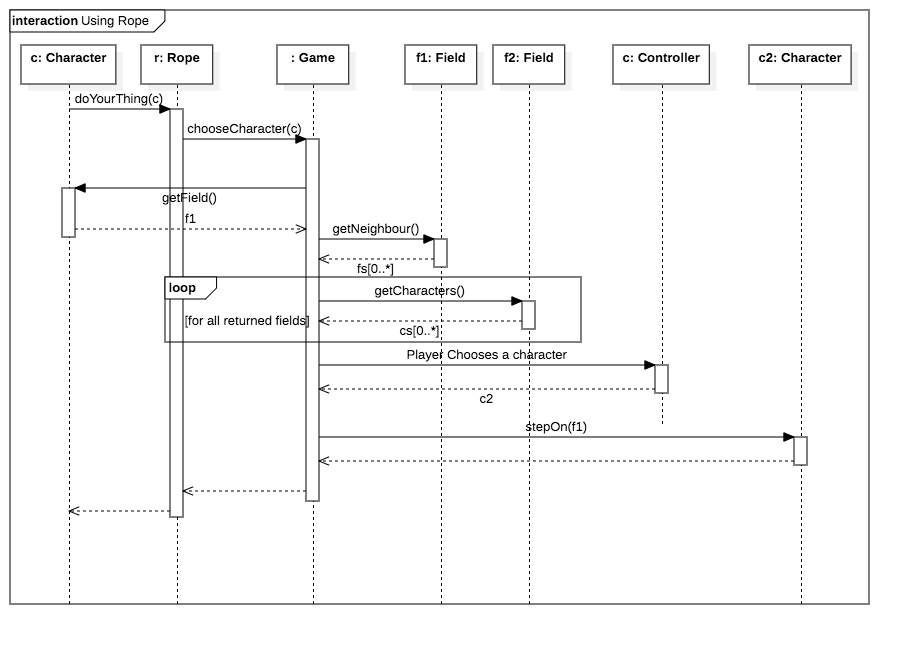 interaction Using Rope
c: Character
r: Rope
: Game
f1: Field
f2: Field
c: Controller
c2: Character
doYourThing(c)
chooseCharacter(c)
getField()
f1
getNeighbour()
fs[0..*]
loop
getCharacters()
[for all returned fields]
cs[0..*]
Player Chooses a character
c2
stepOn(f1)